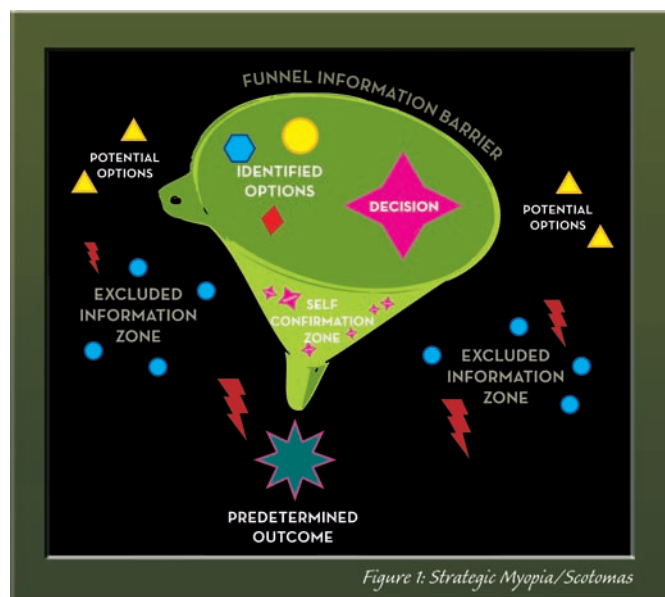 FUNNEL INFORMATION BARRIER
POTENTIAL
OPTIONS
IDENTIFIED
OPTIONS
DECISION
POTENTIAL
OPTIONS
EXCLUDED
INFORMATION
ZONE
SELF
CONFIRMATION
ZONE
EXCLUDED
INFORMATION
ZONE
PREDETERMINED
OUTCOME
Figure 1: Strategic Myopia/Scotomas